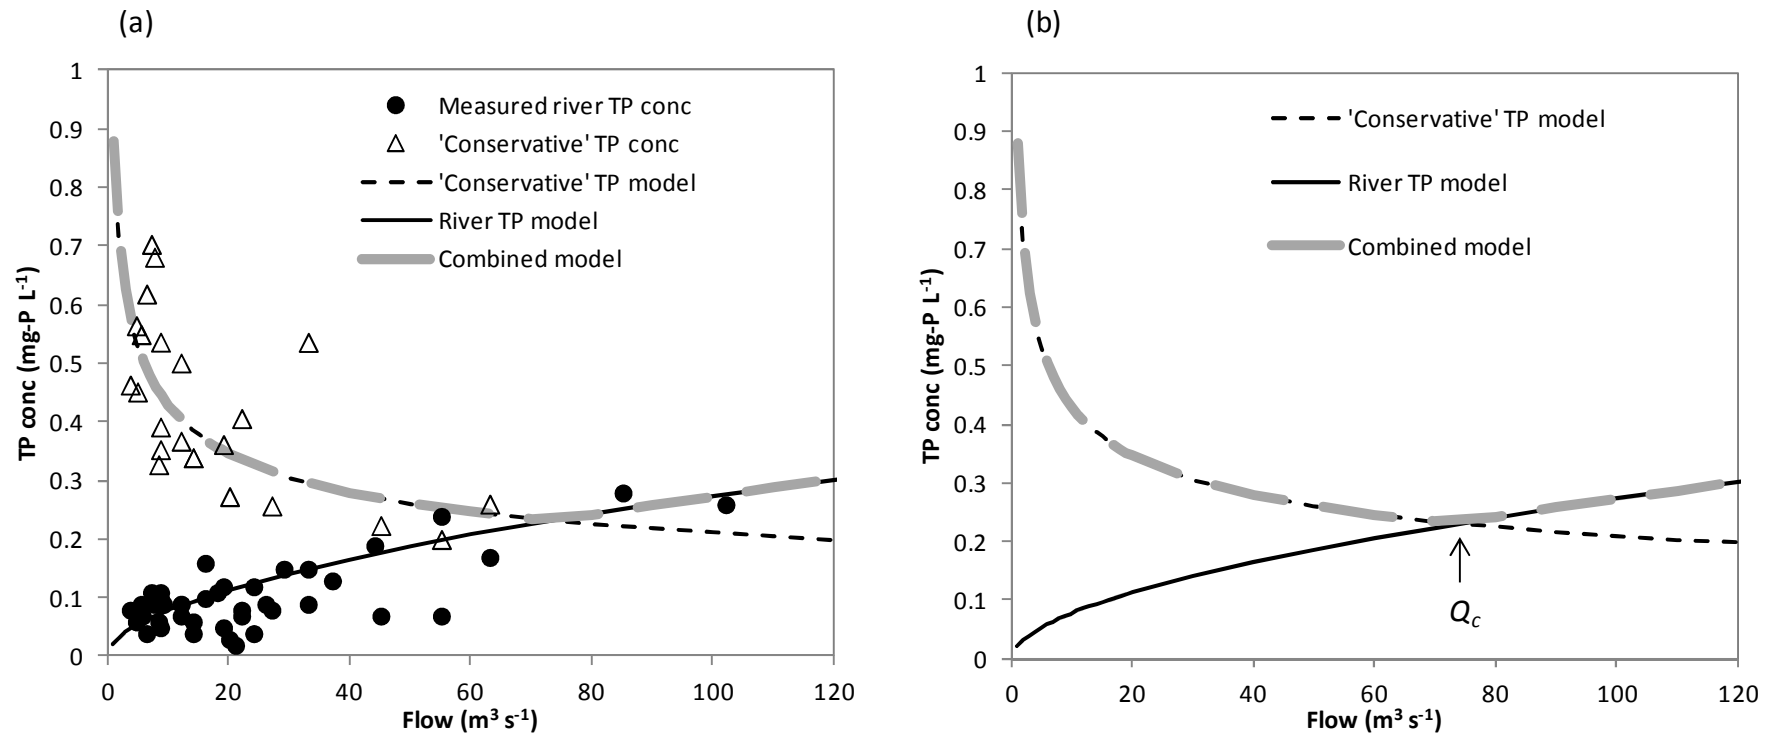 (a)
1
0.9
0.8
0.7
0.6
0.5
0.4
0.3
0.2
0.1
0
TP conc (mg-P L⁻¹)
Measured river TP conc
'Conservative' TP conc
'Conservative' TP model
River TP model
Combined model
0 20 40 60 80 100 120
Flow (m³ s⁻¹)
(b)
1
0.9
0.8
0.7
0.6
0.5
0.4
0.3
0.2
0.1
0
TP conc (mg-P L⁻¹)
'Conservative' TP model
River TP model
Combined model
Qc
0 20 40 60 80 100 120
Flow (m³ s⁻¹)